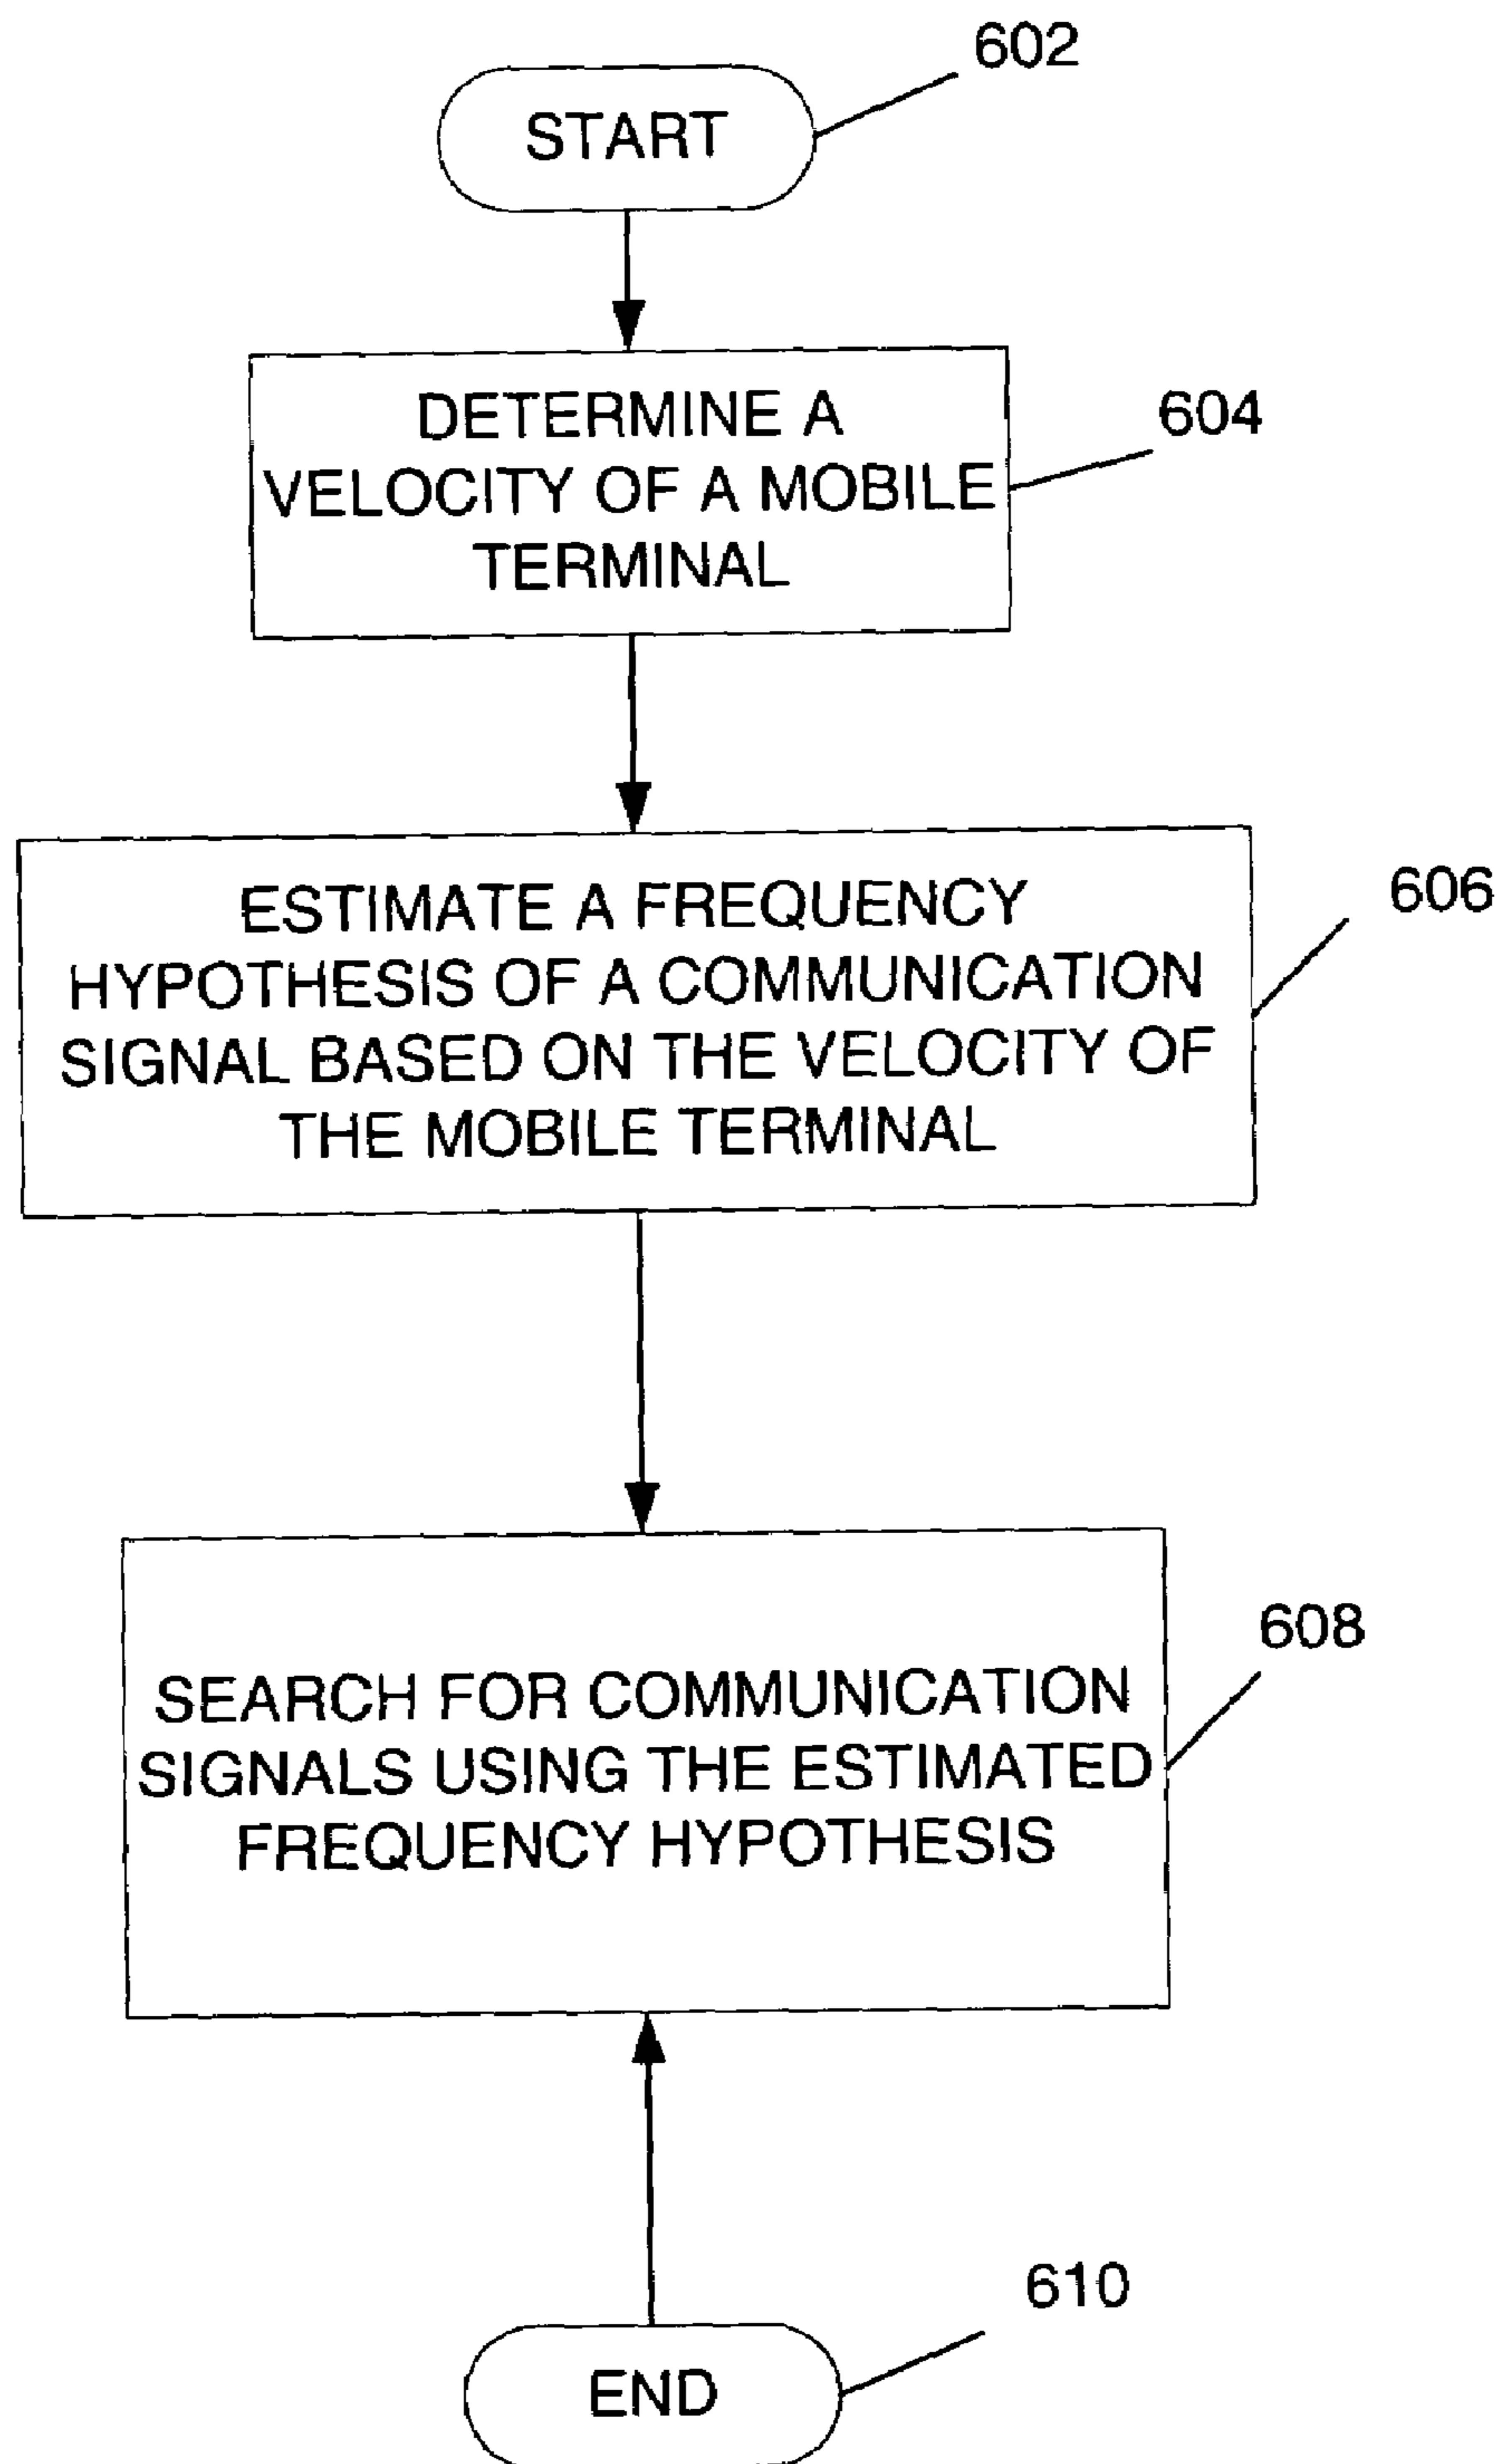 602
START
DETERMINE A
VELOCITY OF A MOBILE
TERMINAL
604
ESTIMATE A FREQUENCY
HYPOTHESIS OF A COMMUNICATION
SIGNAL BASED ON THE VELOCITY OF
THE MOBILE TERMINAL
606
SEARCH FOR COMMUNICATION
SIGNALS USING THE ESTIMATED
FREQUENCY HYPOTHESIS
608
610
END